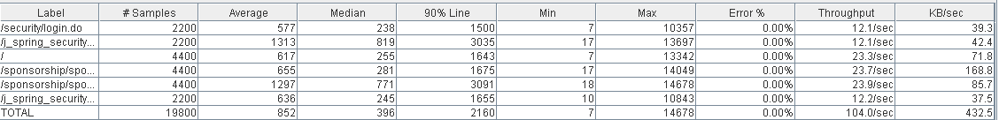 Label # Samples Average Median 90% Line Min Max Error % Throughput KB/sec
/security/login.do 2200 577 238 1500 7 10357 0.00% 12.1/sec 39.3
/j_spring_security... 2200 1313 819 3035 17 13697 0.00% 12.1/sec 42.4
/ 4400 617 255 1643 7 13342 0.00% 23.3/sec 71.8
/sponsorship/spo... 4400 655 281 1675 17 14049 0.00% 23.7/sec 168.8
/sponsorship/spo... 4400 1297 771 3091 18 14678 0.00% 23.9/sec 85.7
/j_spring_security... 2200 636 245 1655 10 10843 0.00% 12.2/sec 37.5
TOTAL 19800 852 396 2160 7 14678 0.00% 104.0/sec 432.5